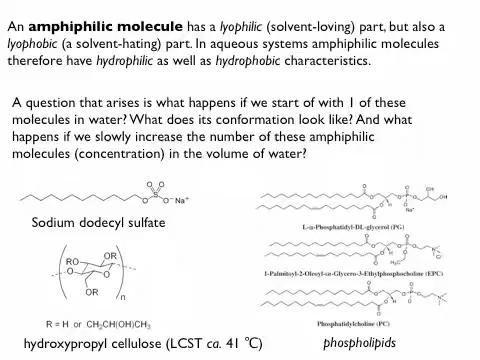 An amphiphilic molecule has a lyophilic (solvent-loving) part, but also a
lyophobic (a solvent-hating) part. In aqueous systems amphiphilic molecules
therefore have hydrophilic as well as hydrophobic characteristics.
A question that arises is what happens if we start of with 1 of these
molecules in water? What does its conformation look like? And what
happens if we slowly increase the number of these amphiphilic
molecules (concentration) in the volume of water?
Sodium dodecyl sulfate
L-α-Phosphatidyl-DL-glycerol (PG)
1-Palmitoyl-2-Oleoyl-sn-Glycero-3-Ethylphosphocholine (EPC)
Phosphatidylcholine (PC)
R = H or CH₂CH(OH)CH₃
hydroxypropyl cellulose (LCST ca. 41 °C)
phospholipids